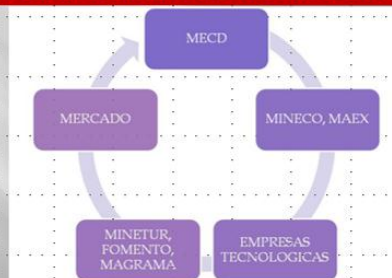 MECD
MINECO, MAEX
EMPRESAS
TECNOLOGICAS
MINETUR,
FOMENTO,
MAGRAMA
MERCADO